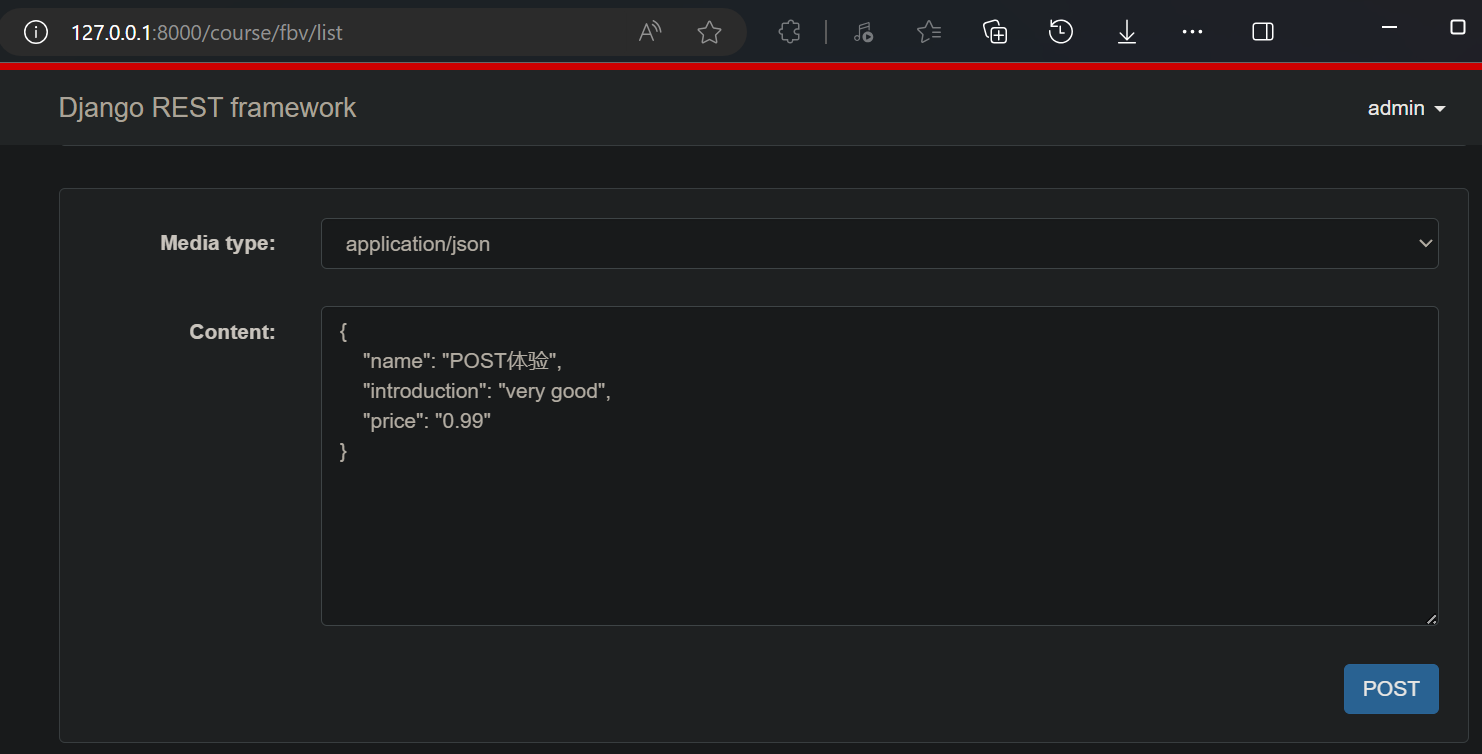 127.0.0.1:8000/course/fbv/list
Django REST framework
admin
Media type:
application/json
Content:
{
"name": "POST体验",
"introduction": "very good",
"price": "0.99"
}
POST